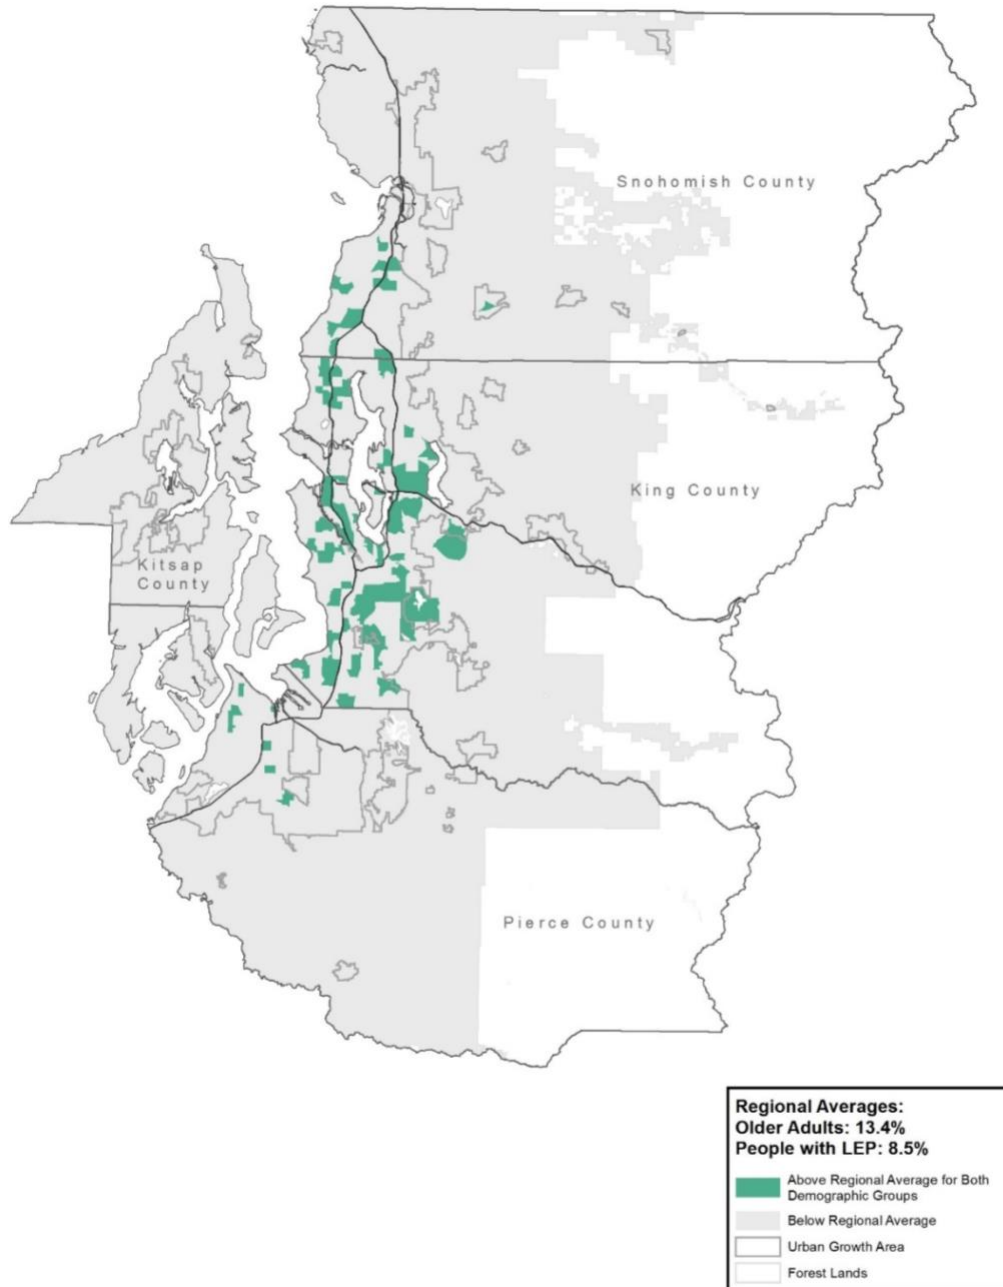 Snohomish County
King County
Kitsap
County
Pierce County
Regional Averages:
Older Adults: 13.4%
People with LEP: 8.5%
Above Regional Average for Both
Demographic Groups
Below Regional Average
Urban Growth Area
Forest Lands